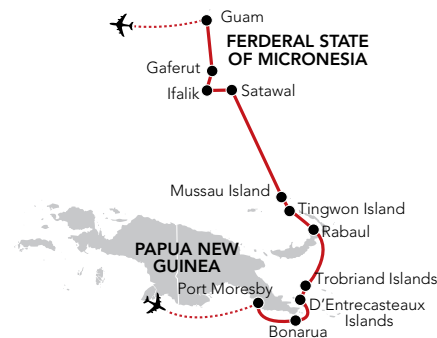 Guam
FERDERAL STATE
OF MICRONESIA
Gaferut
Ifalik
Satawal
Mussau Island
Tingwon Island
Rabaul
PAPUA NEW
GUINEA
Trobriand Islands
Port Moresby
D'Entrecasteaux
Islands
Bonarua